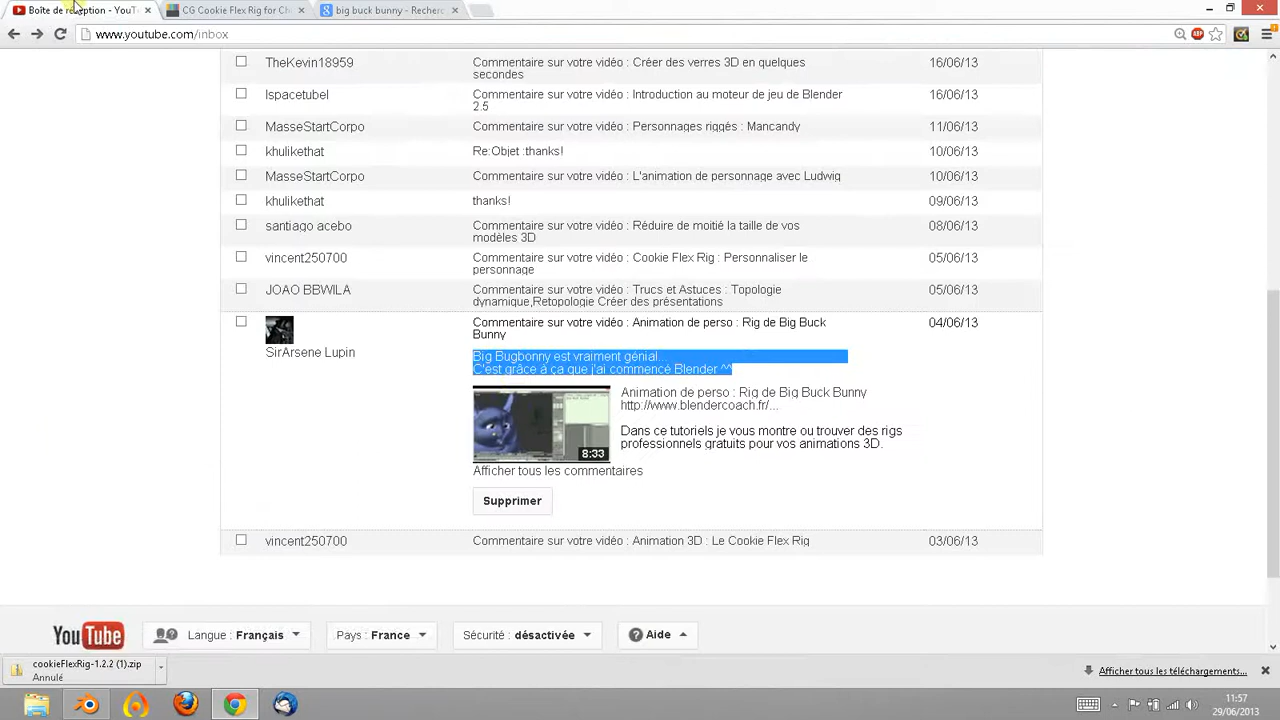 Boîte de réception - YouT
CG Cookie Flex Rig for Ch
big buck bunny - Recherc
www.youtube.com/inbox
TheKevin18959
Commentaire sur votre vidéo : Créer des verres 3D en quelques
secondes
16/06/13
lspacetubel
Commentaire sur votre vidéo : Introduction au moteur de jeu de Blender
2.5
16/06/13
MasseStartCorpo
Commentaire sur votre vidéo : Personnages riggés : Mancandy
11/06/13
khulikethat
Re:Objet :thanks!
10/06/13
MasseStartCorpo
Commentaire sur votre vidéo : L'animation de personnage avec Ludwig
10/06/13
khulikethat
thanks!
09/06/13
santiago acebo
Commentaire sur votre vidéo : Réduire de moitié la taille de vos
modèles 3D
08/06/13
vincent250700
Commentaire sur votre vidéo : Cookie Flex Rig : Personnaliser le
personnage
05/06/13
JOAO BBWILA
Commentaire sur votre vidéo : Trucs et Astuces : Topologie
dynamique,Retopologie Créer des présentations
05/06/13
SirArsene Lupin
Commentaire sur votre vidéo : Animation de perso : Rig de Big Buck
Bunny
04/06/13
Big Bugbonny est vraiment génial...
C'est grâce à ça que j'ai commencé Blender ^^
8:33
Animation de perso : Rig de Big Buck Bunny
http://www.blendercoach.fr/...
Dans ce tutoriels je vous montre ou trouver des rigs
professionnels gratuits pour vos animations 3D.
Afficher tous les commentaires
Supprimer
vincent250700
Commentaire sur votre vidéo : Animation 3D : Le Cookie Flex Rig
03/06/13
YouTube
Langue : Français
Pays : France
Sécurité : désactivée
Aide
cookieFlexRig-1.2.2 (1).zip
Annulé
Afficher tous les téléchargements...
11:57
29/06/2013